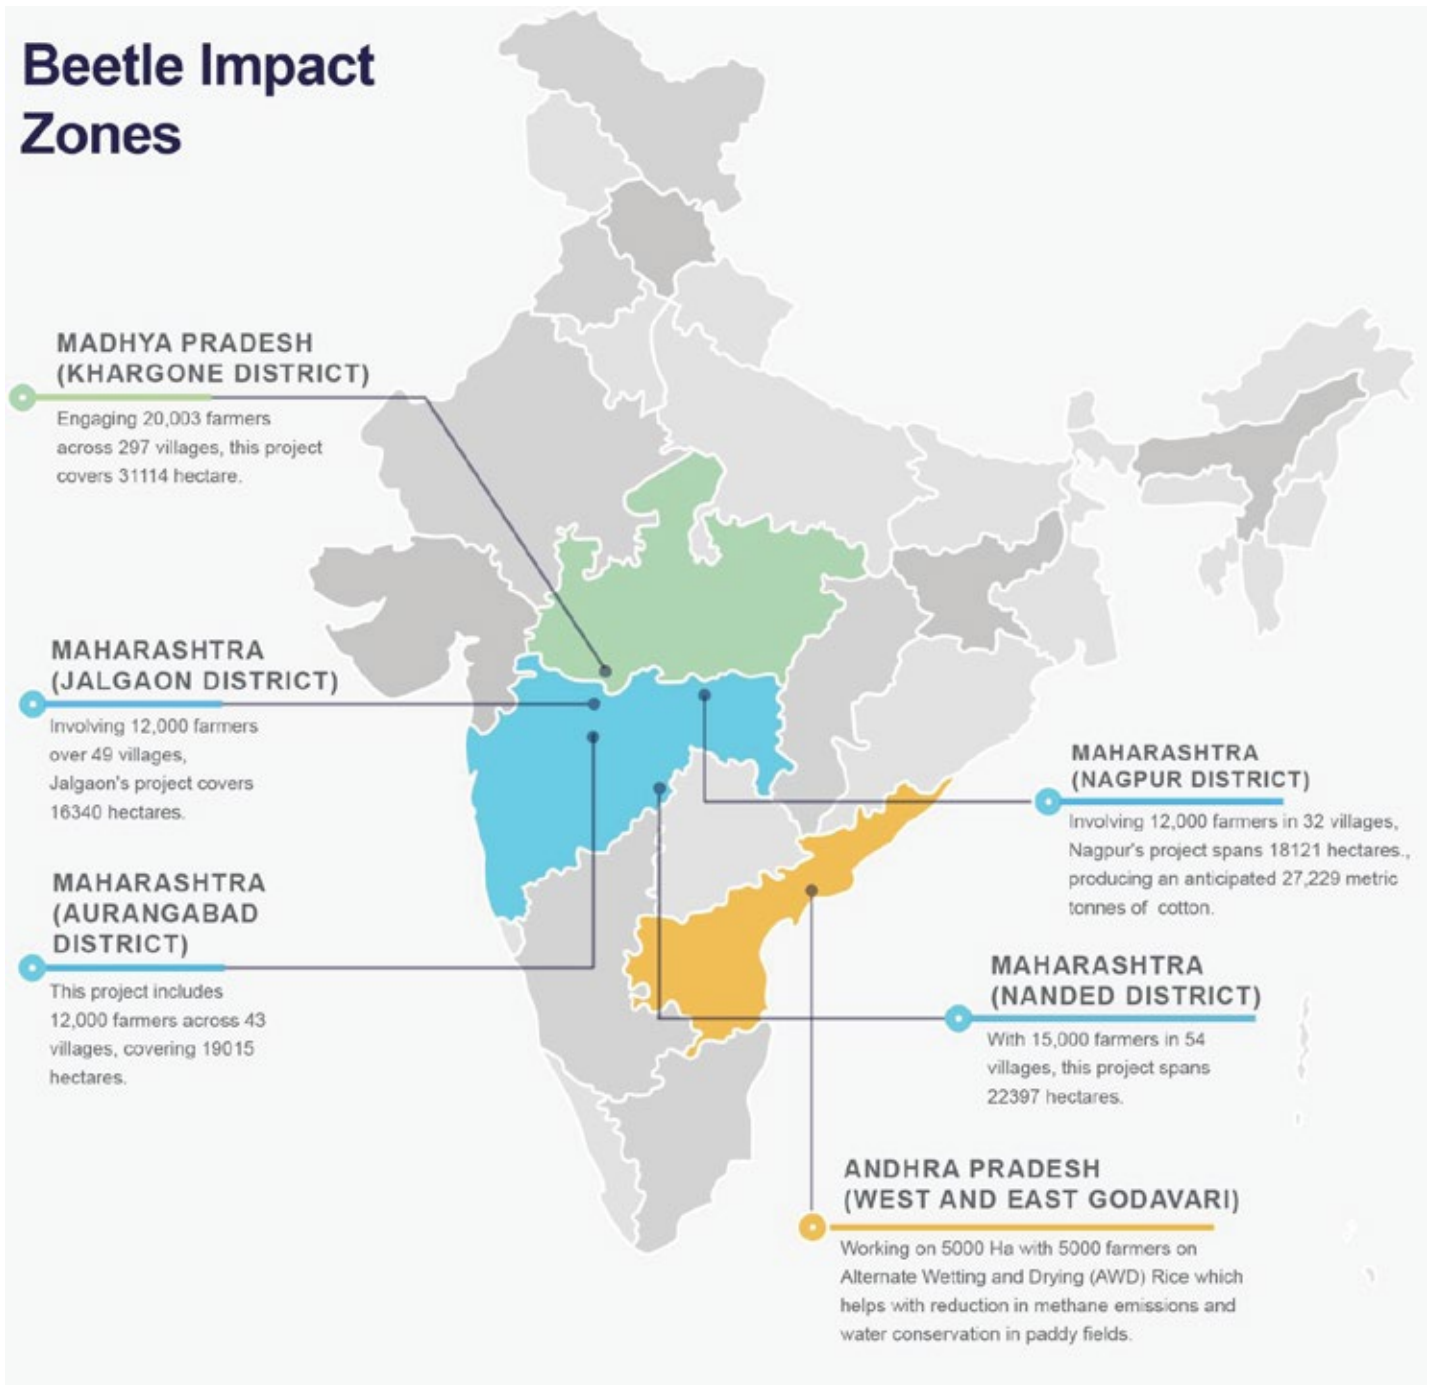 Beetle Impact
Zones
MADHYA PRADESH
(KHARGONE DISTRICT)
Engaging 20,003 farmers
across 297 villages, this project
covers 31114 hectare.
MAHARASHTRA
(JALGAON DISTRICT)
Involving 12,000 farmers
over 49 villages,
Jalgaon's project covers
16340 hectares.
MAHARASHTRA
(AURANGABAD
DISTRICT)
This project includes
12,000 farmers across 43
villages, covering 19015
hectares.
MAHARASHTRA
(NAGPUR DISTRICT)
Involving 12,000 farmers in 32 villages,
Nagpur's project spans 18121 hectares.,
producing an anticipated 27,229 metric
tonnes of cotton.
MAHARASHTRA
(NANDED DISTRICT)
With 15,000 farmers in 54
villages, this project spans
22397 hectares.
ANDHRA PRADESH
(WEST AND EAST GODAVARI)
Working on 5000 Ha with 5000 farmers on
Alternate Wetting and Drying (AWD) Rice which
helps with reduction in methane emissions and
water conservation in paddy fields.